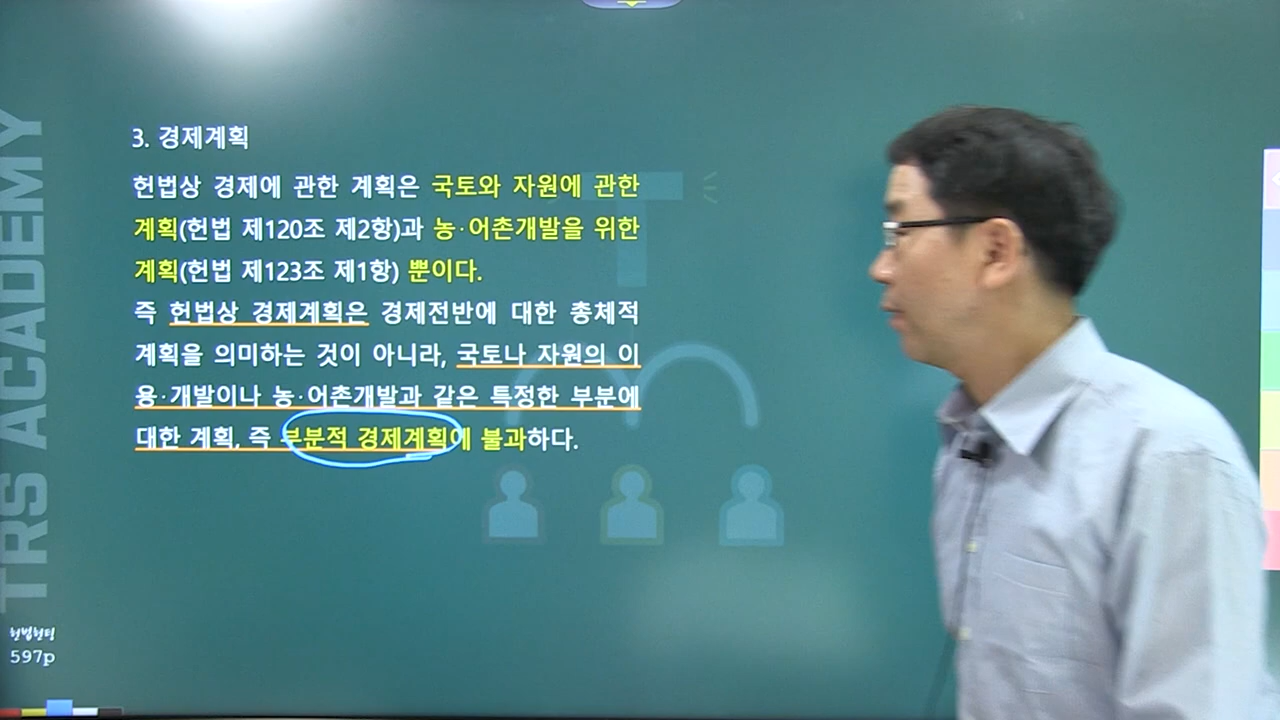 3. 경제계획
헌법상 경제에 관한 계획은 국토와 자원에 관한
계획(헌법 제120조 제2항)과 농·어촌개발을 위한
계획(헌법 제123조 제1항) 뿐이다.
즉 헌법상 경제계획은 경제전반에 대한 총체적
계획을 의미하는 것이 아니라, 국토나 자원의 이
용·개발이나 농·어촌개발과 같은 특정한 부분에
대한 계획, 즉 부분적 경제계획에 불과하다.
TRS ACADEMY
헌법헌팅
597p